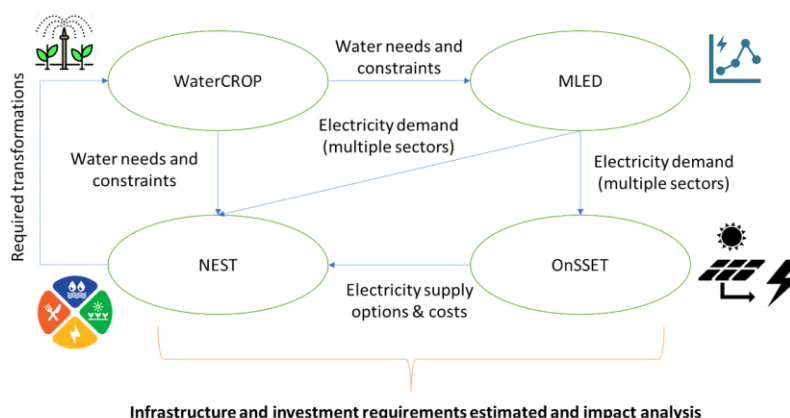 Water needs and
constraints
WaterCROP
MLED
Electricity demand
(multiple sectors)
Water needs and
constraints
Electricity demand
(multiple sectors)
Required transformations
NEST
OnSSET
Electricity supply
options & costs
Infrastructure and investment requirements estimated and impact analysis